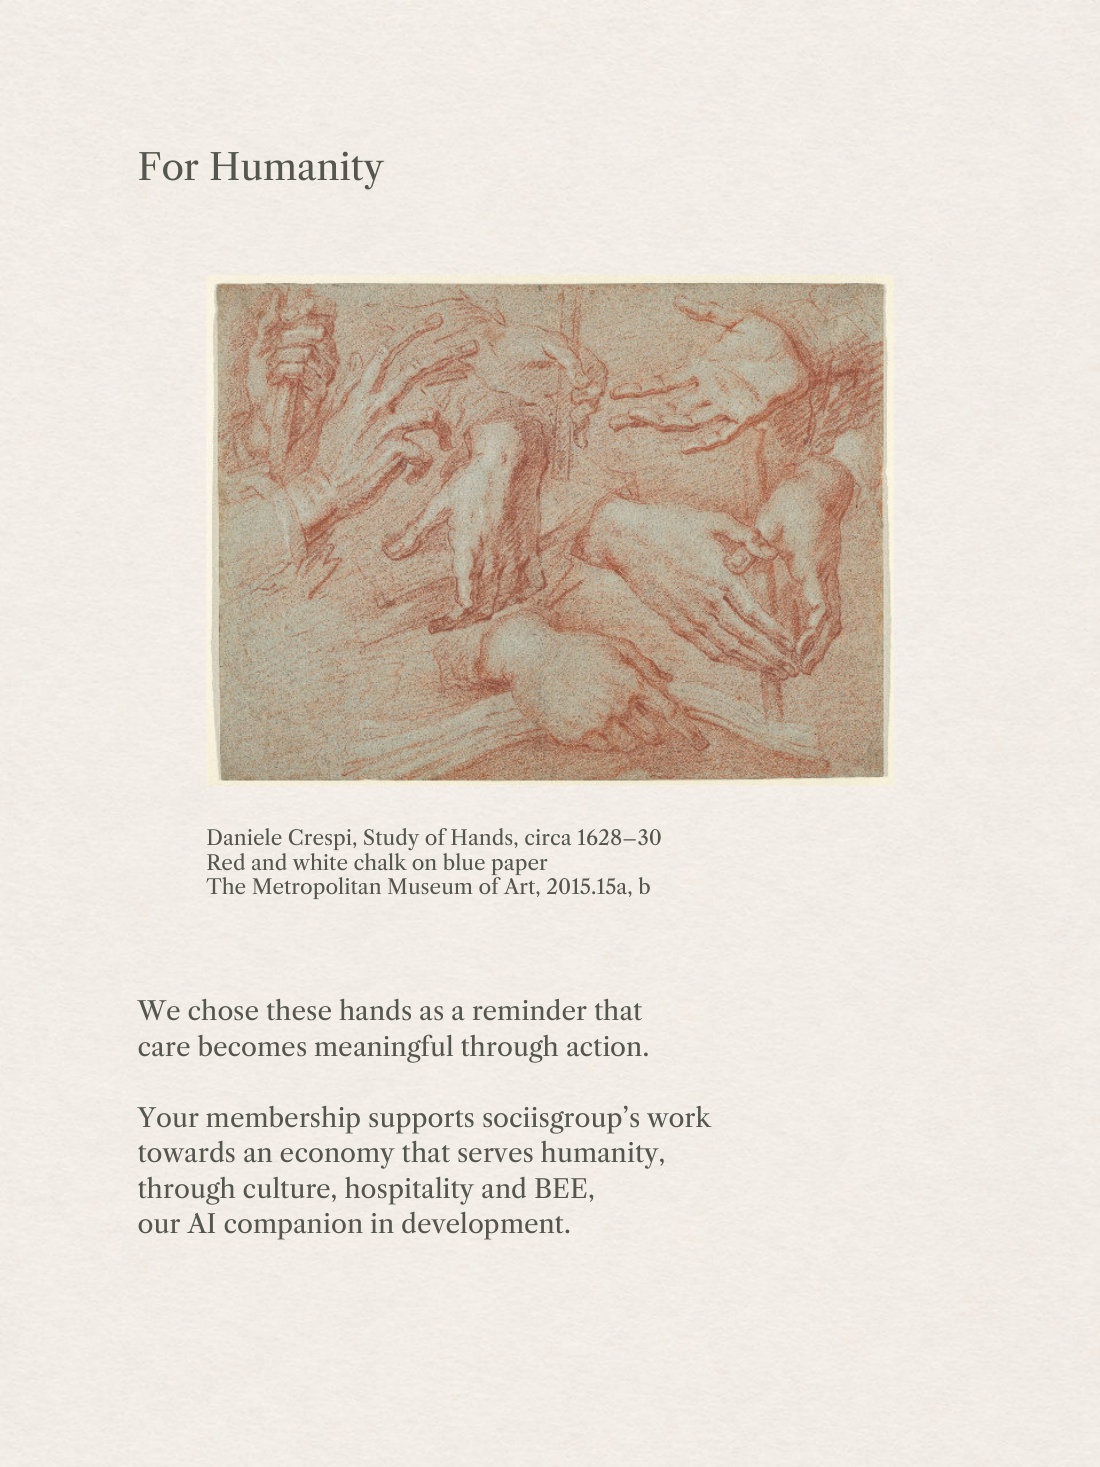 For Humanity
Daniele Crespi, Study of Hands, circa 1628–30
Red and white chalk on blue paper
The Metropolitan Museum of Art, 2015.15a, b
We chose these hands as a reminder that
care becomes meaningful through action.
Your membership supports sociisgroup’s work
towards an economy that serves humanity,
through culture, hospitality and BEE,
our AI companion in development.